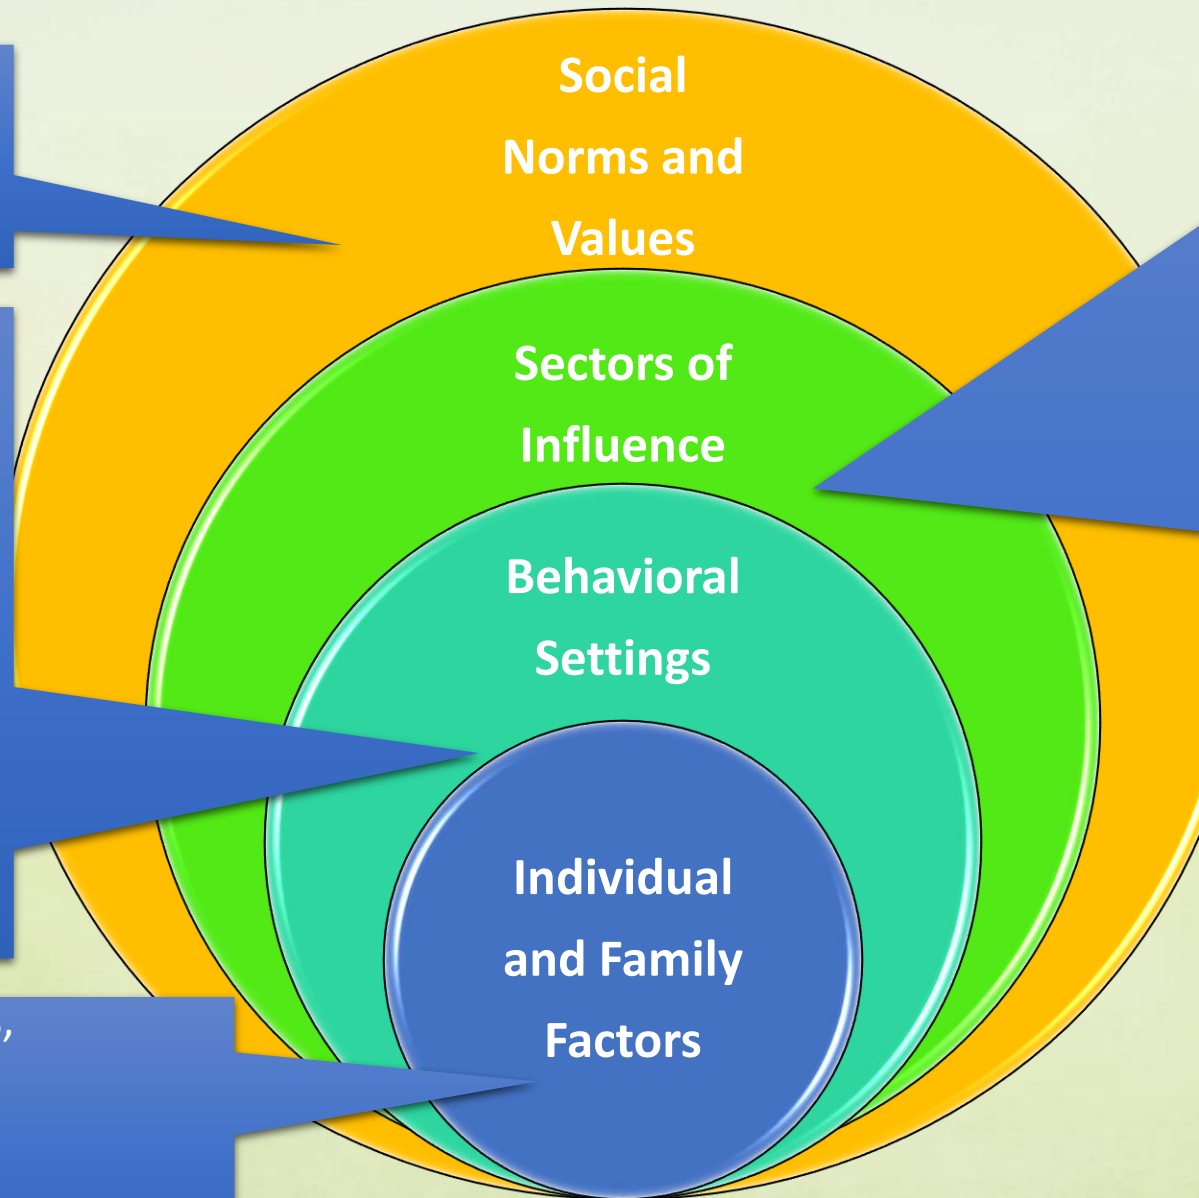 Social
Norms and
Values
Sectors of
Influence
Behavioral
Settings
Individual
and Family
Factors